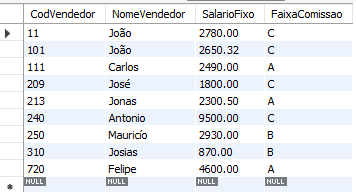 CodVendedor NomeVendedor SalarioFixo FaixaComissao
11 João 2780.00 C
101 João 2650.32 C
111 Carlos 2490.00 A
209 José 1800.00 C
213 Jonas 2300.50 A
240 Antonio 9500.00 C
250 Mauricío 2930.00 B
310 Josias 870.00 B
720 Felipe 4600.00 A
NULL NULL NULL NULL